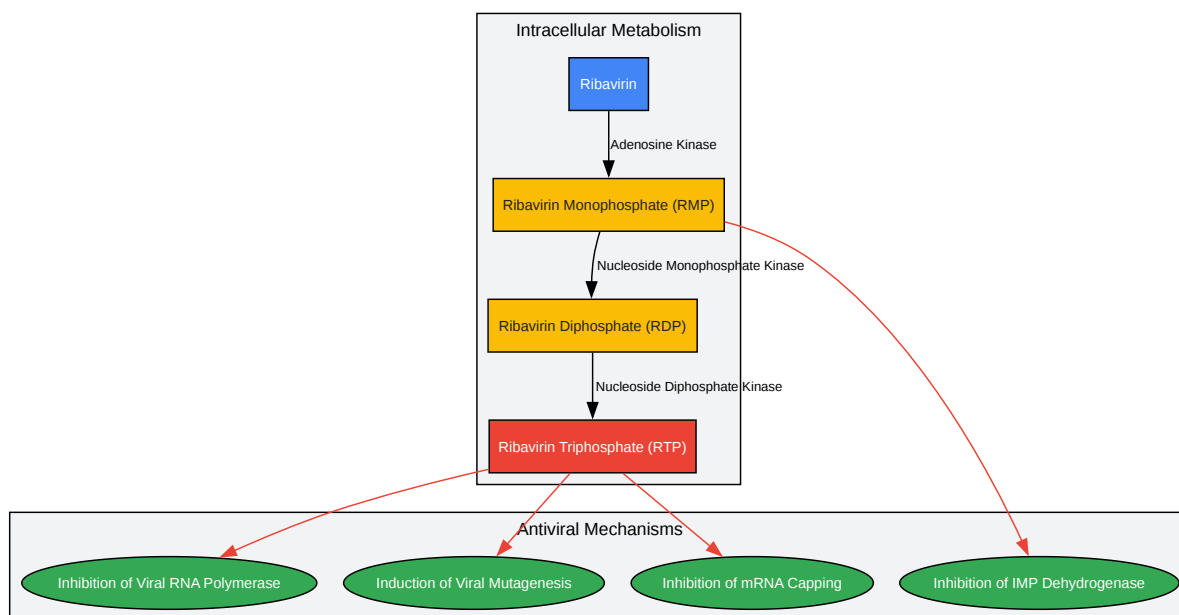 Intracellular Metabolism
Ribavirin
Adenosine Kinase
Ribavirin Monophosphate (RMP)
Nucleoside Monophosphate Kinase
Ribavirin Diphosphate (RDP)
Nucleoside Diphosphate Kinase
Ribavirin Triphosphate (RTP)
Antiviral Mechanisms
Inhibition of Viral RNA Polymerase
Induction of Viral Mutagenesis
Inhibition of mRNA Capping
Inhibition of IMP Dehydrogenase